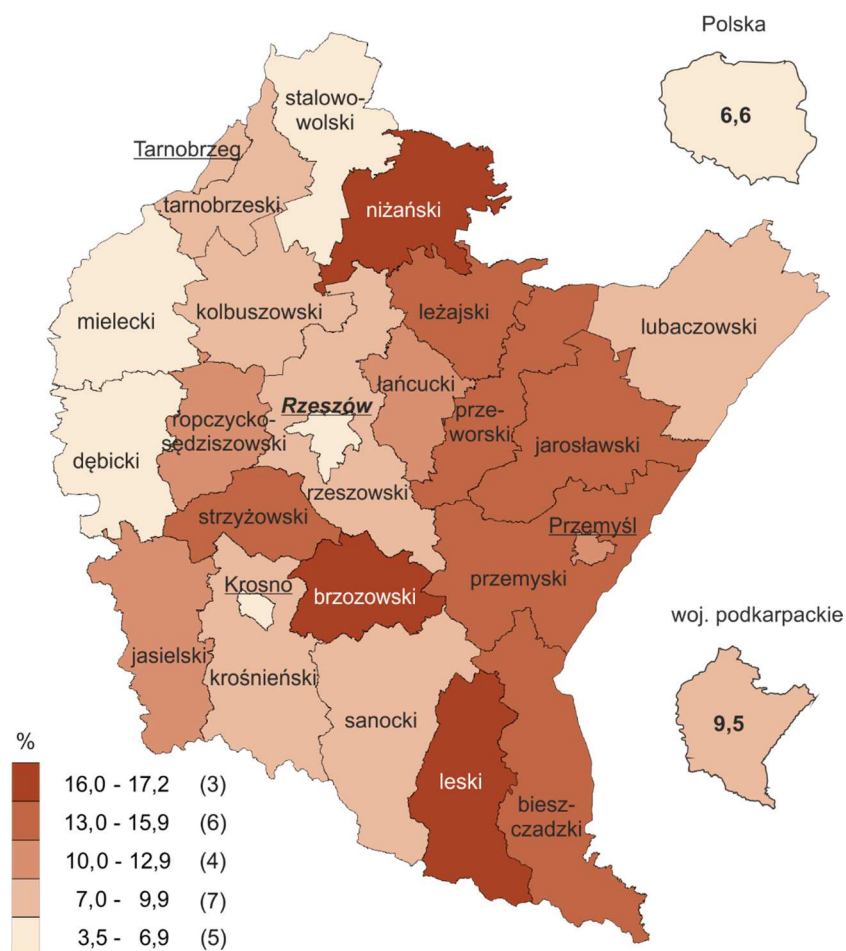 Polska
6,6
stalowo-
wolski
Tarnobrzeg
tarnobrzeski
niżański
mielecki
kolbuszowski
leżajski
lubaczowski
łańcucki
Rzeszów
ropczycko-
sędziszowski
prze-
worski
jarosławski
dębicki
rzeszowski
strzyżowski
Przemyśl
przemyski
Krosno
brzozowski
woj. podkarpackie
9,5
jasielski
krośnieński
sanocki
leski
biesz-
czadzki
%
16,0 - 17,2 (3)
13,0 - 15,9 (6)
10,0 - 12,9 (4)
7,0 - 9,9 (7)
3,5 - 6,9 (5)